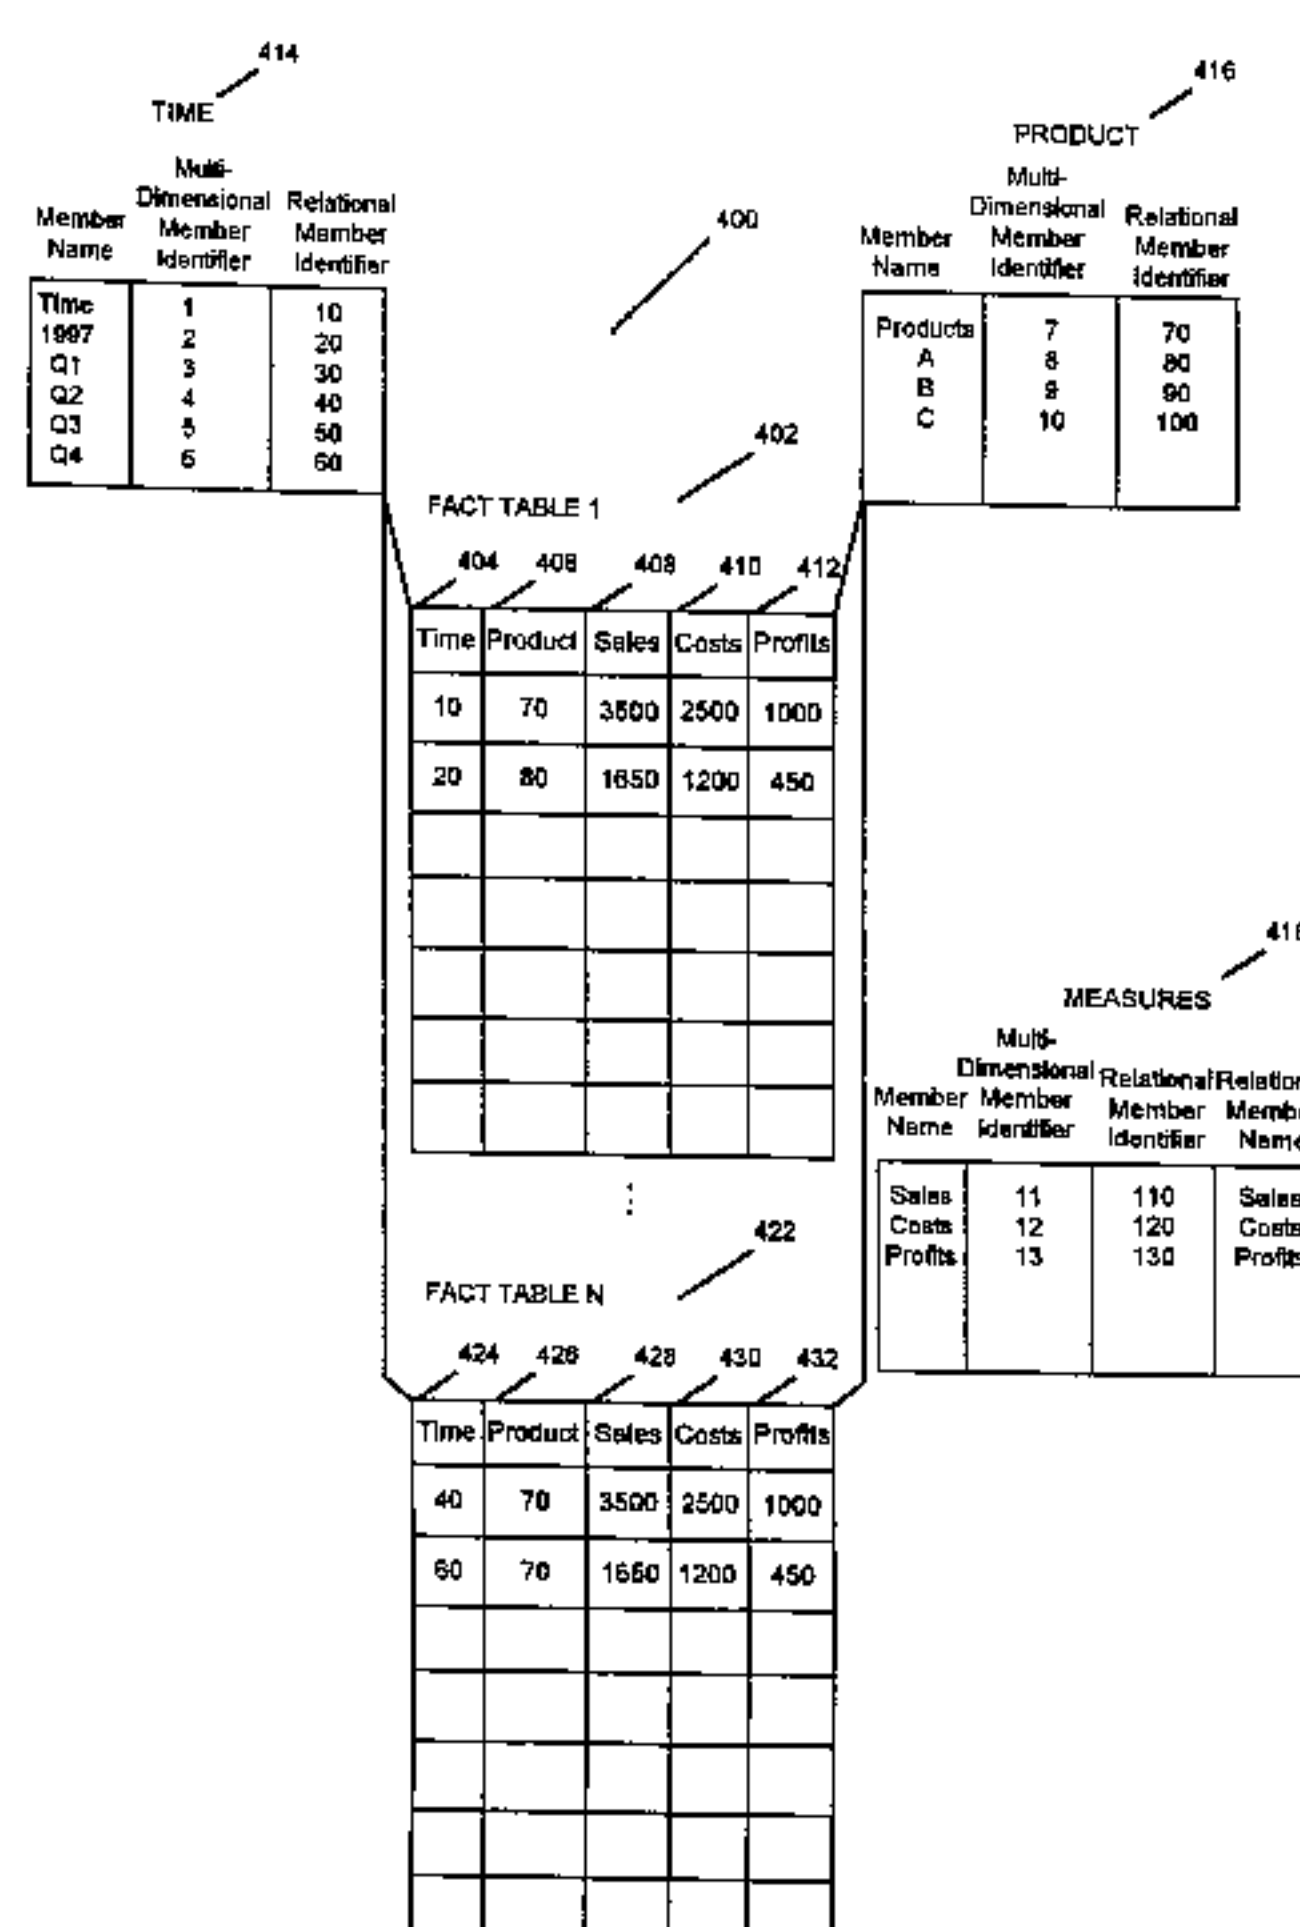 414
TIME
Member Name
Multi-Dimensional Member Identifier
Relational Member Identifier
Time 1 10
1997 2 20
Q1 3 30
Q2 4 40
Q3 5 50
Q4 6 60
416
PRODUCT
Member Name
Multi-Dimensional Member Identifier
Relational Member Identifier
Products 7 70
A 8 80
B 9 90
C 10 100
400
402
FACT TABLE 1
404 406 408 410 412
Time Product Sales Costs Profits
10 70 3500 2500 1000
20 80 1650 1200 450
MEASURES
Member Name
Multi-Dimensional Member Identifier
Relational Member Identifier
Sales 11 110 Sales
Costs 12 120 Costs
Profits 13 130 Profits
422
FACT TABLE N
424 426 428 430 432
Time Product Sales Costs Profits
40 70 3500 2500 1000
60 70 1650 1200 450